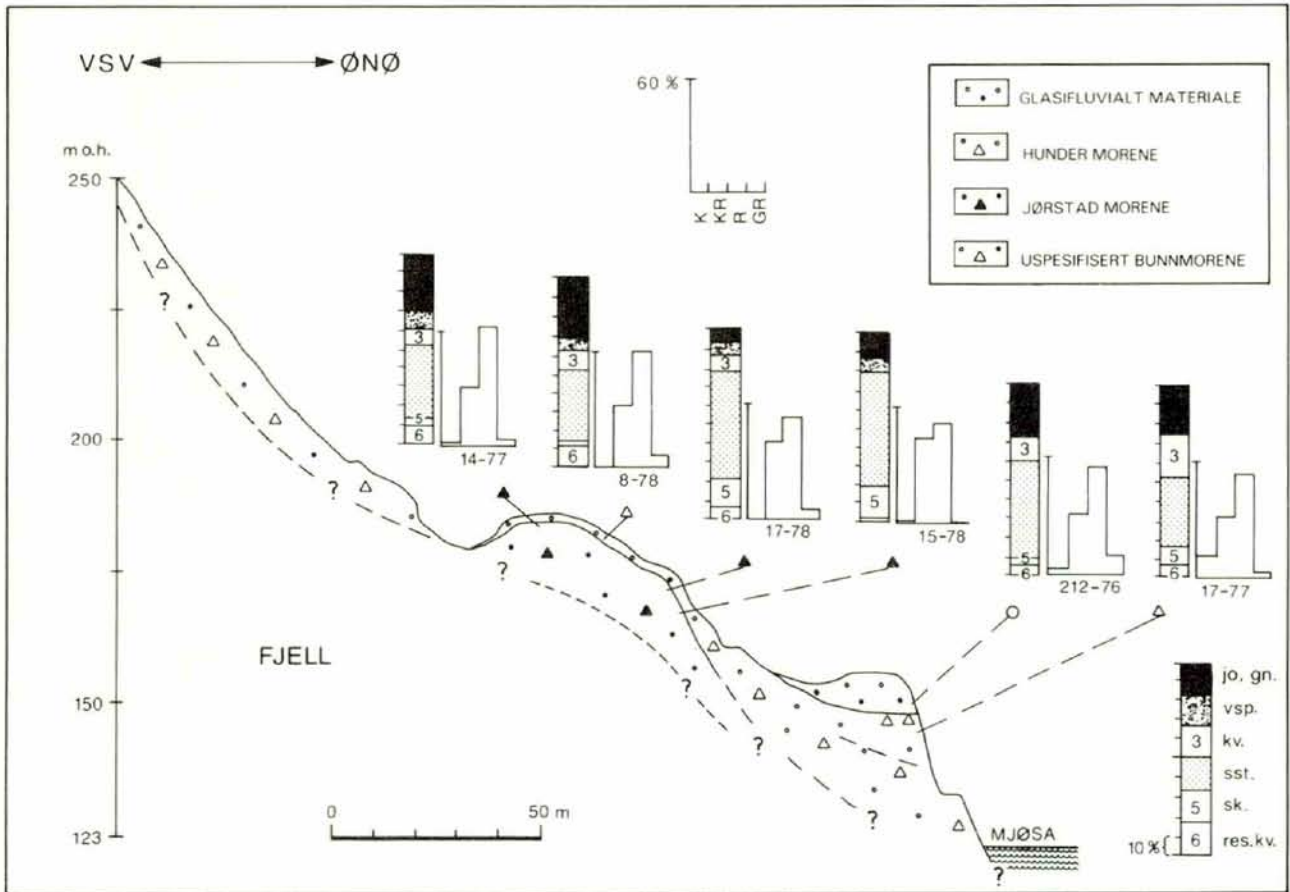 VSV ØNØ
m o.h.
250
200
150
123
60 %
K KR R GR
GLASIFLUVIALT MATERIALE
HUNDER MORENE
JØRSTAD MORENE
USPESIFISERT BUNNMORENE
3
5
6
14-77
3
6
8-78
3
5
6
17-78
5
15-78
3
5
6
212-76
3
5
6
17-77
?
?
?
?
?
?
?
FJELL
0 50 m
MJØSA
jo, gn.
vsp.
3 kv.
sst.
5 sk.
10 %{ 6 res.kv.